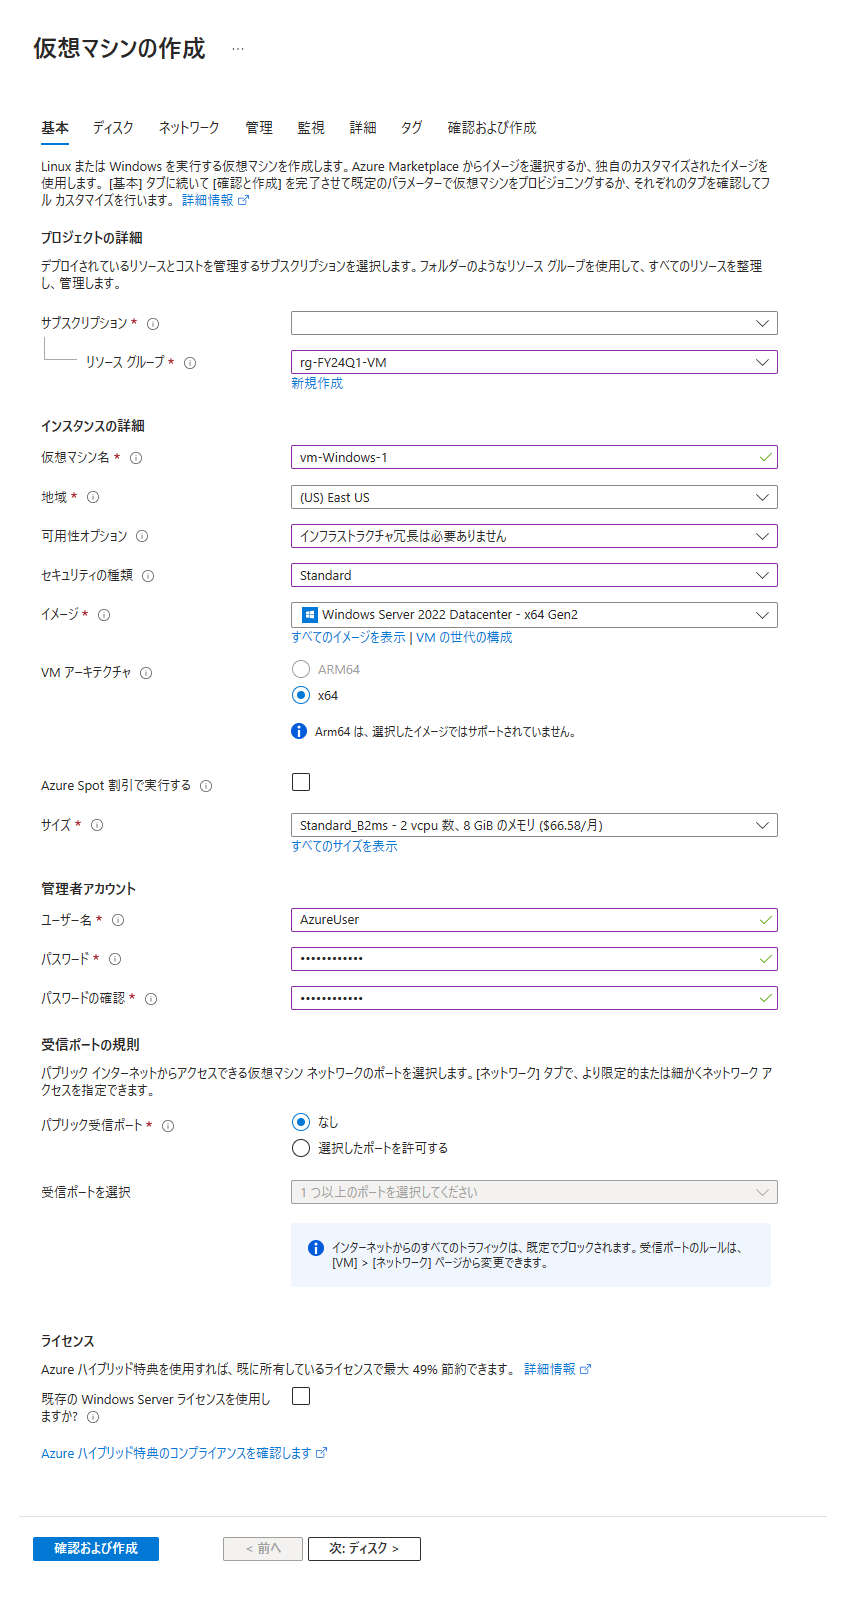 仮想マシンの作成 …
基本 ディスク ネットワーク 管理 監視 詳細 タグ 確認および作成
Linux または Windows を実行する仮想マシンを作成します。Azure Marketplace からイメージを選択するか、独自のカスタマイズされたイメージを
使用します。[基本] タブに続いて [確認と作成] を完了させて既定のパラメーターで仮想マシンをプロビジョニングするか、それぞれのタブを確認してフ
ル カスタマイズを行います。 詳細情報
プロジェクトの詳細
デプロイされているリソースとコストを管理するサブスクリプションを選択します。フォルダーのようなリソース グループを使用して、すべてのリソースを整理
し、管理します。
サブスクリプション *
リソース グループ * rg-FY24Q1-VM
新規作成
インスタンスの詳細
仮想マシン名 * vm-Windows-1
地域 * (US) East US
可用性オプション インフラストラクチャ冗長は必要ありません
セキュリティの種類 Standard
イメージ * Windows Server 2022 Datacenter - x64 Gen2
すべてのイメージを表示 | VM の世代の構成
VM アーキテクチャ ARM64
x64
Arm64 は、選択したイメージではサポートされていません。
Azure Spot 割引で実行する
サイズ * Standard_B2ms - 2 vcpu 数、8 GiB のメモリ ($66.58/月)
すべてのサイズを表示
管理者アカウント
ユーザー名 * AzureUser
パスワード * ••••••••••••
パスワードの確認 * ••••••••••••
受信ポートの規則
パブリック インターネットからアクセスできる仮想マシン ネットワークのポートを選択します。[ネットワーク] タブで、より限定的または細かくネットワーク ア
クセスを指定できます。
パブリック受信ポート * なし
選択したポートを許可する
受信ポートを選択 1 つ以上のポートを選択してください
インターネットからのすべてのトラフィックは、既定でブロックされます。受信ポートのルールは、
[VM] > [ネットワーク] ページから変更できます。
ライセンス
Azure ハイブリッド特典を使用すれば、既に所有しているライセンスで最大 49% 節約できます。 詳細情報
既存の Windows Server ライセンスを使用し
ますか?
Azure ハイブリッド特典のコンプライアンスを確認します
確認および作成 < 前へ 次: ディスク >